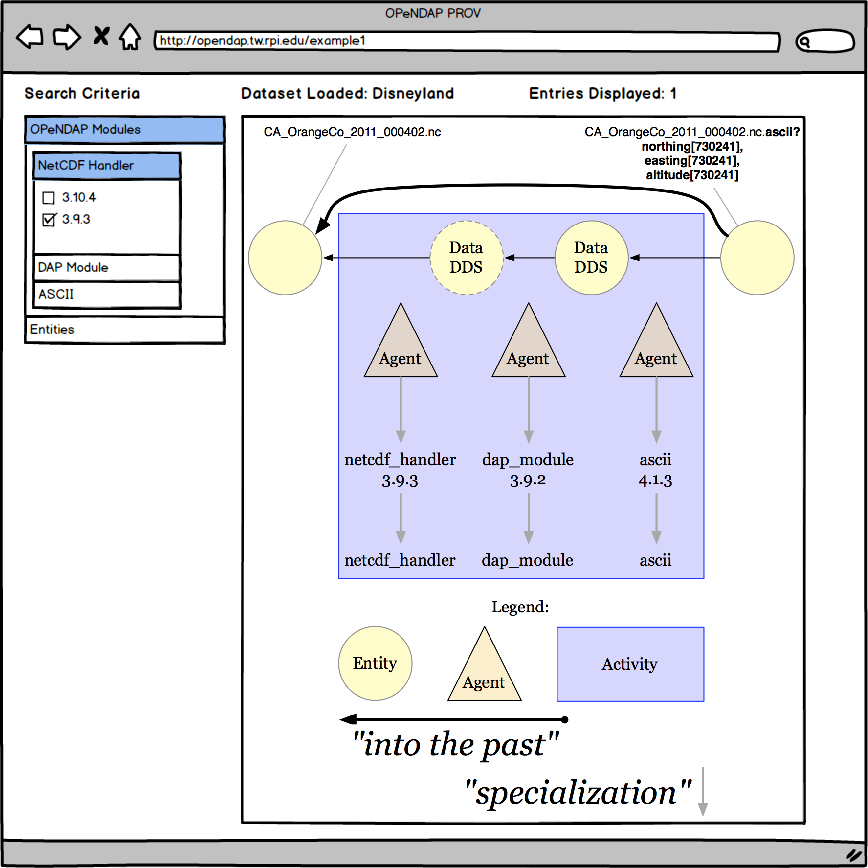 OPeNDAP PROV
http://opendap.tw.rpi.edu/example1
Search Criteria
Dataset Loaded: Disneyland
Entries Displayed: 1
OPeNDAP Modules
NetCDF Handler
3.10.4
3.9.3
DAP Module
ASCII
Entities
CA_OrangeCo_2011_000402.nc
CA_OrangeCo_2011_000402.nc.ascii?
northing[730241],
easting[730241],
altitude[730241]
Data
DDS
Data
DDS
Agent
Agent
Agent
netcdf_handler
3.9.3
dap_module
3.9.2
ascii
4.1.3
netcdf_handler
dap_module
ascii
Legend:
Entity
Agent
Activity
"into the past"
"specialization"